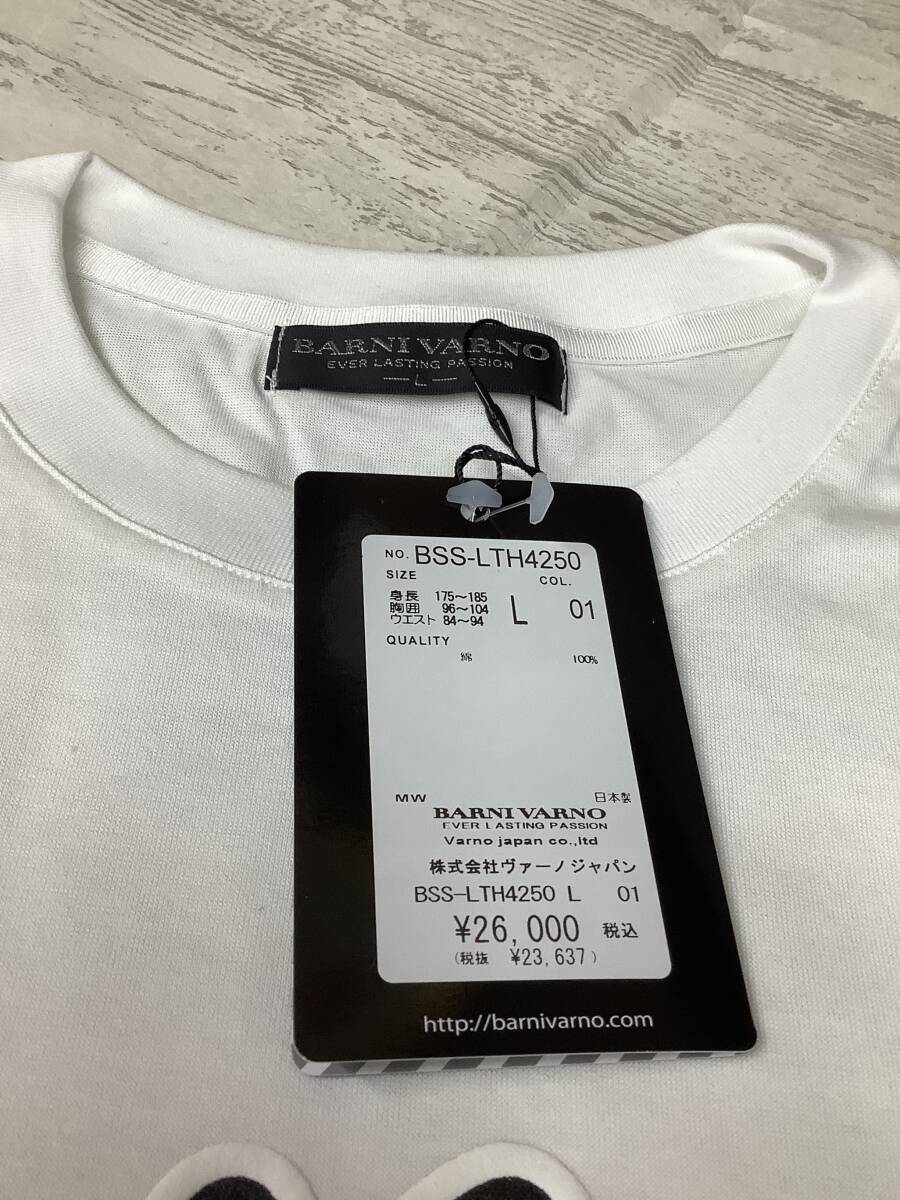 BARNI VARNO
EVER LASTING PASSION
L
NO. BSS-LTH4250
SIZE COL.
身長 175～185
胸囲 96～104 L 01
ウエスト 84～94
QUALITY
綿 100%
MW 日本製
BARNI VARNO
EVER LASTING PASSION
Varno japan co.,ltd
株式会社ヴァーノジャパン
BSS-LTH4250 L 01
¥26,000 税込
(税抜 ¥23,637)
http://barnivarno.com